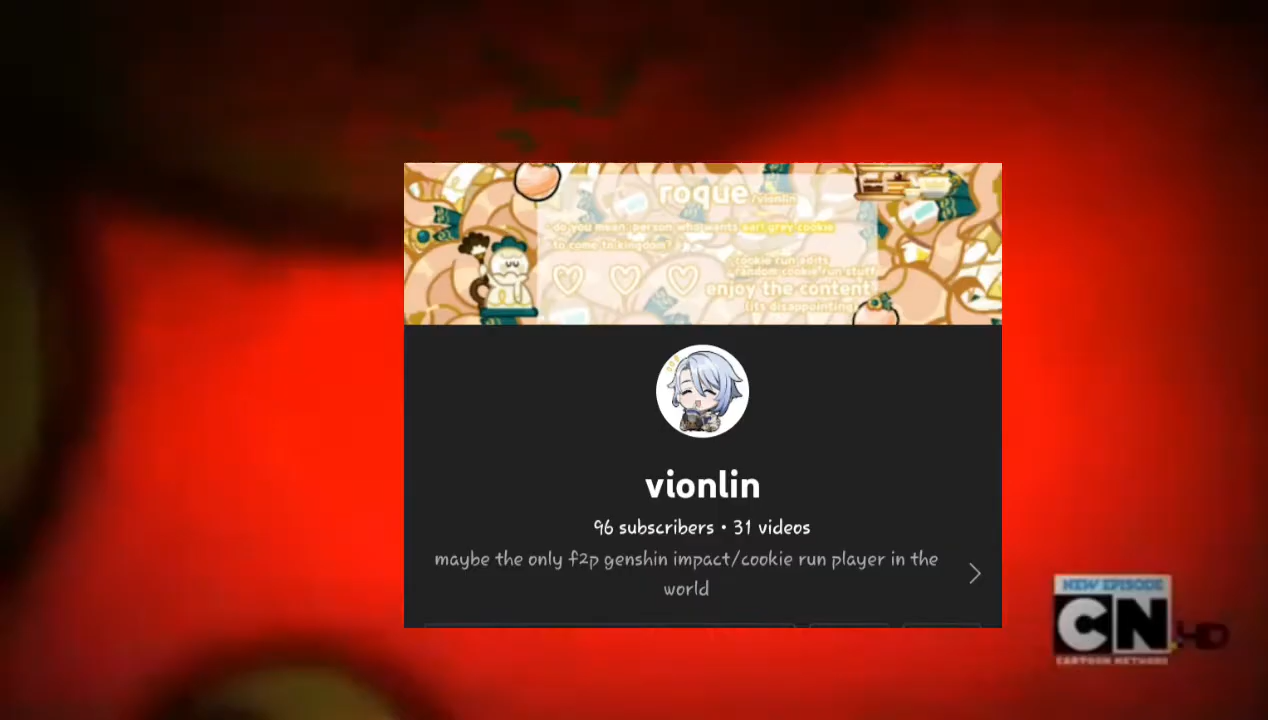 roque /vionlin
do you mean: person who wants earl grey cookie
to come to kingdom?
cookie run edits
random cookie run stuff
enjoy the content
(its disappointing)
vionlin
96 subscribers • 31 videos
maybe the only f2p genshin impact/cookie run player in the
world
NEW EPISODE
CN HD
CARTOON NETWORK